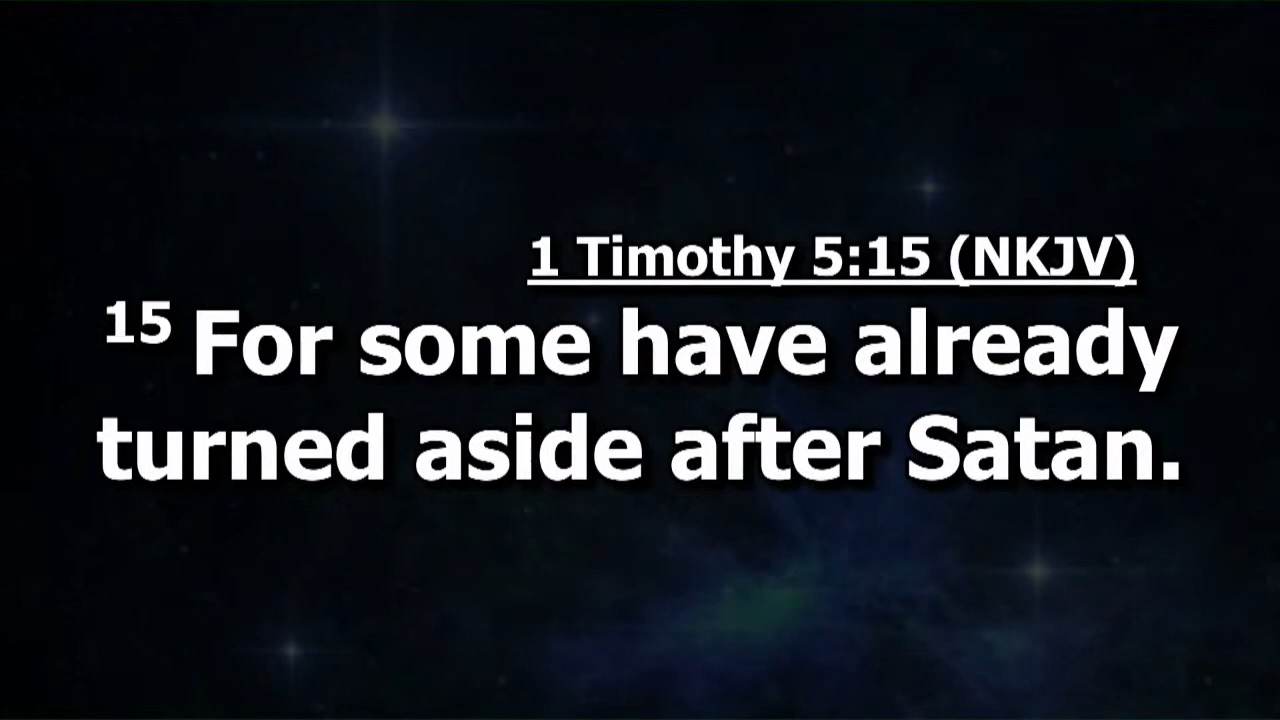 1 Timothy 5:15 (NKJV)
15 For some have already
turned aside after Satan.